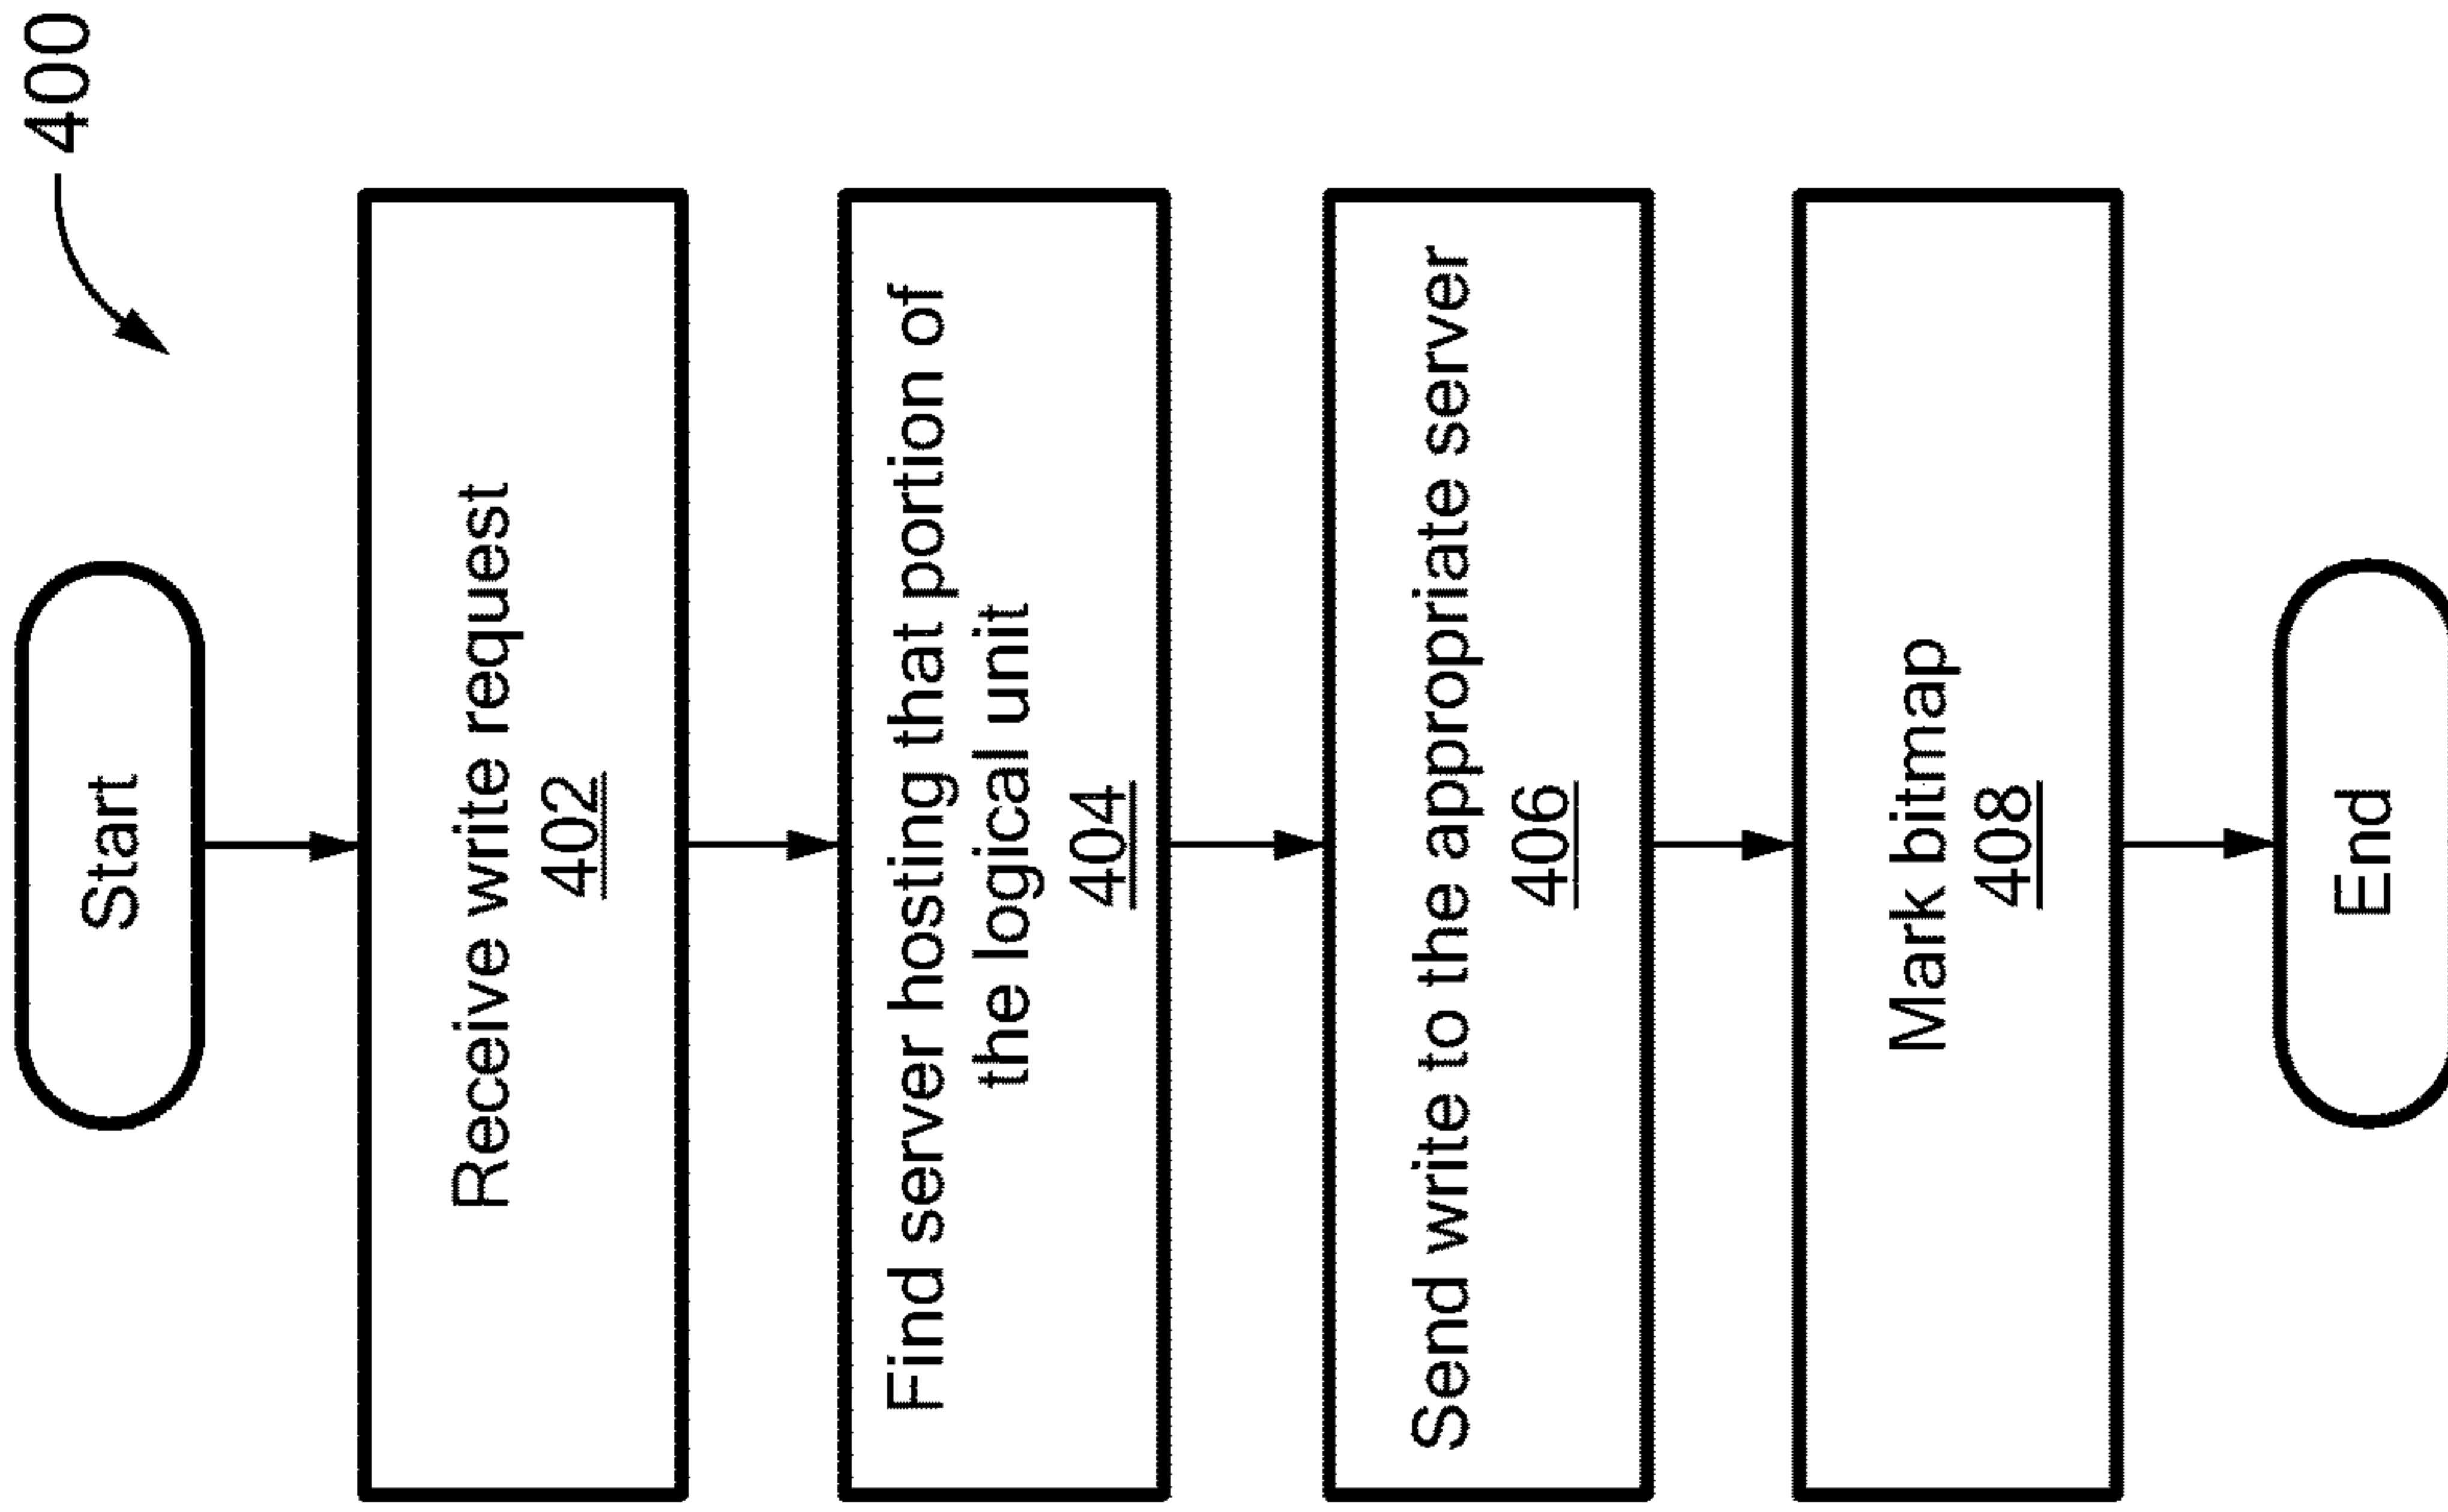 400
Start
Receive write request
402
Find server hosting that portion of
the logical unit
404
Send write to the appropriate server
406
Mark bitmap
408
End